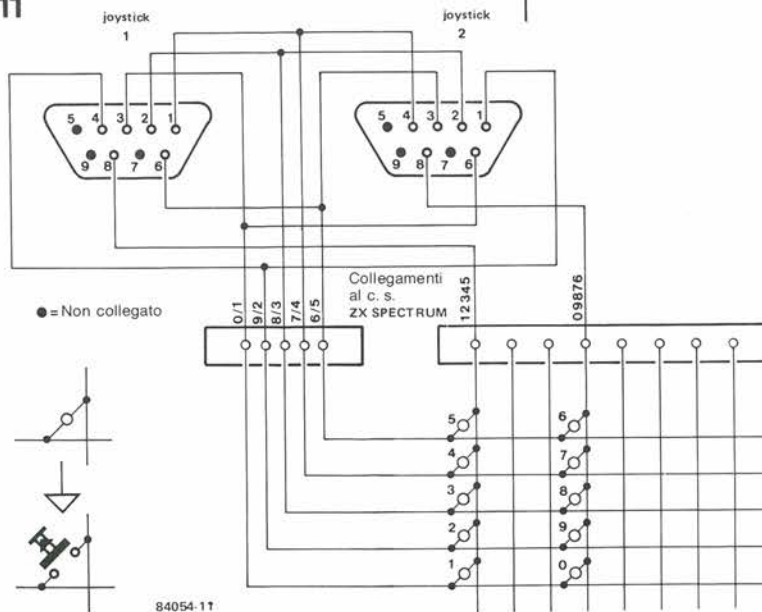 11
joystick
1
joystick
2
5 4 3 2 1
9 8 7 6
5 4 3 2 1
9 8 7 6
● = Non collegato
0/1
9/2
8/3
7/4
6/5
Collegamenti
al c. s.
ZX SPECTRUM
12345
09876
5 6
4 7
3 8
2 9
1 0
84054-11